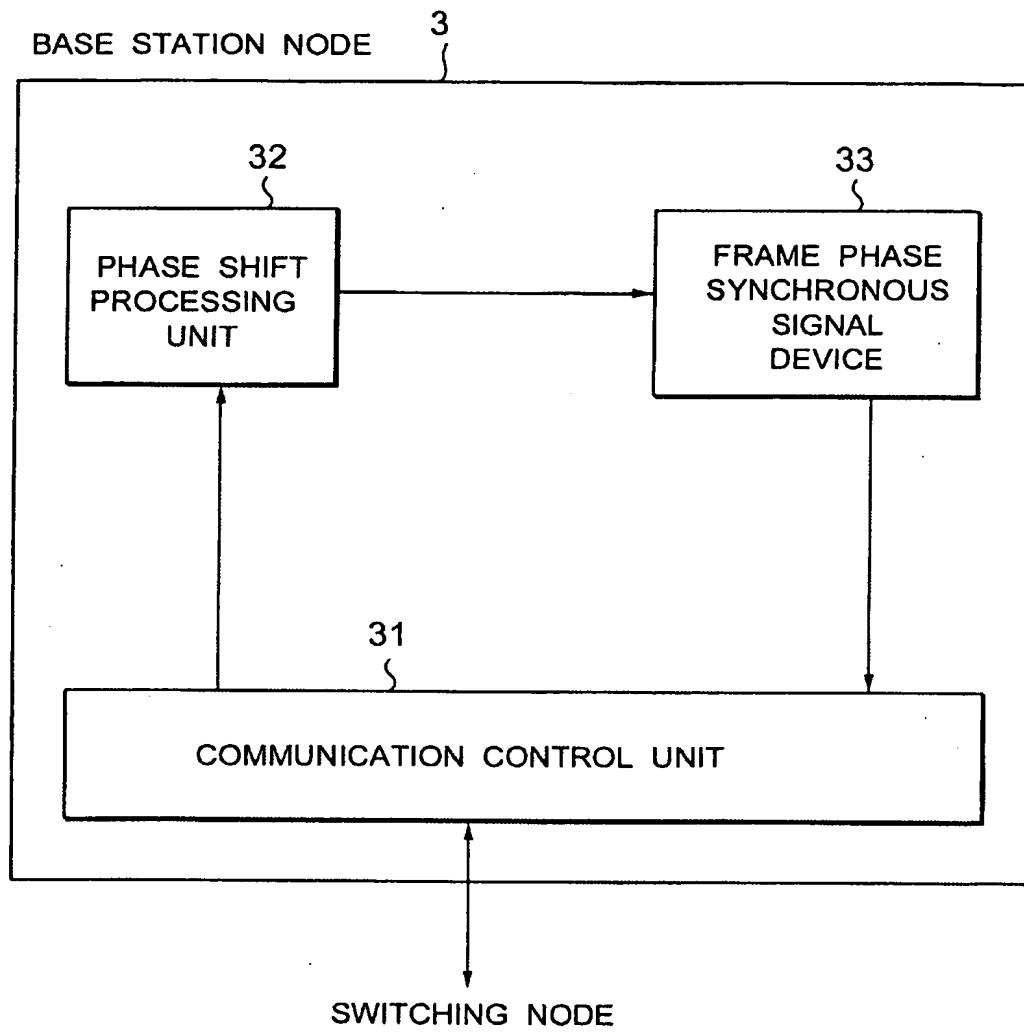 BASE STATION NODE
3
32
33
PHASE SHIFT
PROCESSING
UNIT
FRAME PHASE
SYNCHRONOUS
SIGNAL
DEVICE
31
COMMUNICATION CONTROL UNIT
SWITCHING NODE